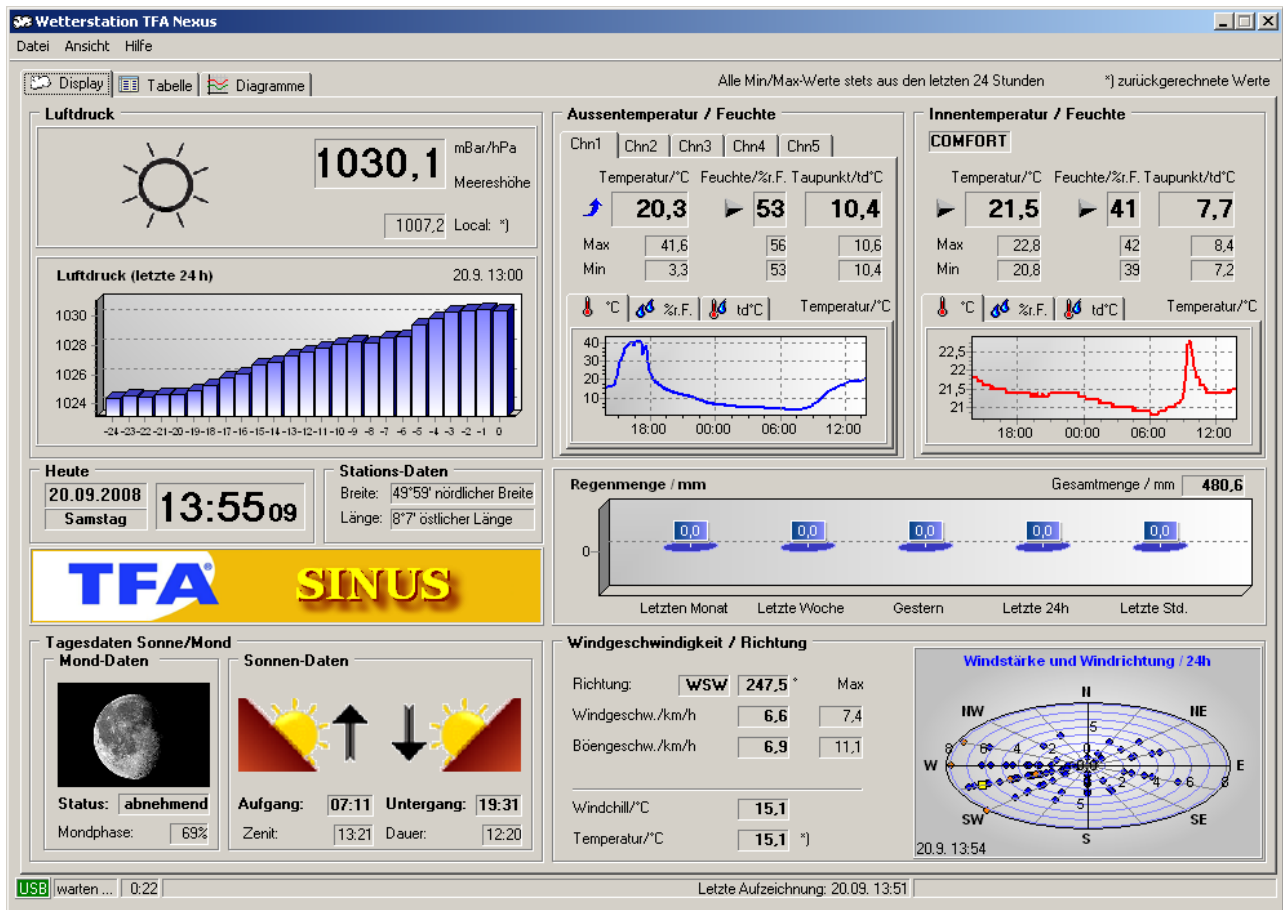 Wetterstation TFA Nexus
Datei Ansicht Hilfe
Display Tabelle Diagramme
Alle Min/Max-Werte stets aus den letzten 24 Stunden *) zurückgerechnete Werte
Luftdruck
1030,1 mBar/hPa
Meereshöhe
1007,2 Local: *)
Luftdruck (letzte 24 h) 20.9. 13:00
1030
1028
1026
1024
-24 -23 -22 -21 -20 -19 -18 -17 -16 -15 -14 -13 -12 -11 -10 -9 -8 -7 -6 -5 -4 -3 -2 -1 0
Aussentemperatur / Feuchte
Chn1 Chn2 Chn3 Chn4 Chn5
Temperatur/°C Feuchte/%r.F. Taupunkt/td°C
20,3 53 10,4
Max 41,6 56 10,6
Min 3,3 53 10,4
°C %r.F. td°C Temperatur/°C
40
30
20
10
18:00 00:00 06:00 12:00
Innentemperatur / Feuchte
COMFORT
Temperatur/°C Feuchte/%r.F. Taupunkt/td°C
21,5 41 7,7
Max 22,8 42 8,4
Min 20,8 39 7,2
°C %r.F. td°C Temperatur/°C
22,5
22
21,5
21
18:00 00:00 06:00 12:00
Heute
20.09.2008
Samstag
13:55 09
Stations-Daten
Breite: 49°59' nördlicher Breite
Länge: 8°7' östlicher Länge
TFA SINUS
Regenmenge / mm Gesamtmenge / mm 480,6
0
0,0 0,0 0,0 0,0 0,0
Letzten Monat Letzte Woche Gestern Letzte 24h Letzte Std.
Tagesdaten Sonne/Mond
Mond-Daten
Status: abnehmend
Mondphase: 69%
Sonnen-Daten
Aufgang: 07:11 Untergang: 19:31
Zenit: 13:21 Dauer: 12:20
Windgeschwindigkeit / Richtung
Richtung: WSW 247,5 ° Max
Windgeschw./km/h 6,6 7,4
Böengeschw./km/h 6,9 11,1
Windchill/°C 15,1
Temperatur/°C 15,1 *)
Windstärke und Windrichtung / 24h
N
NW NE
5
8 6 4 2 0
W E
2 4 6 8
5
SW SE
S
20.9. 13:54
USB warten ... 0:22 Letzte Aufzeichnung: 20.09. 13:51